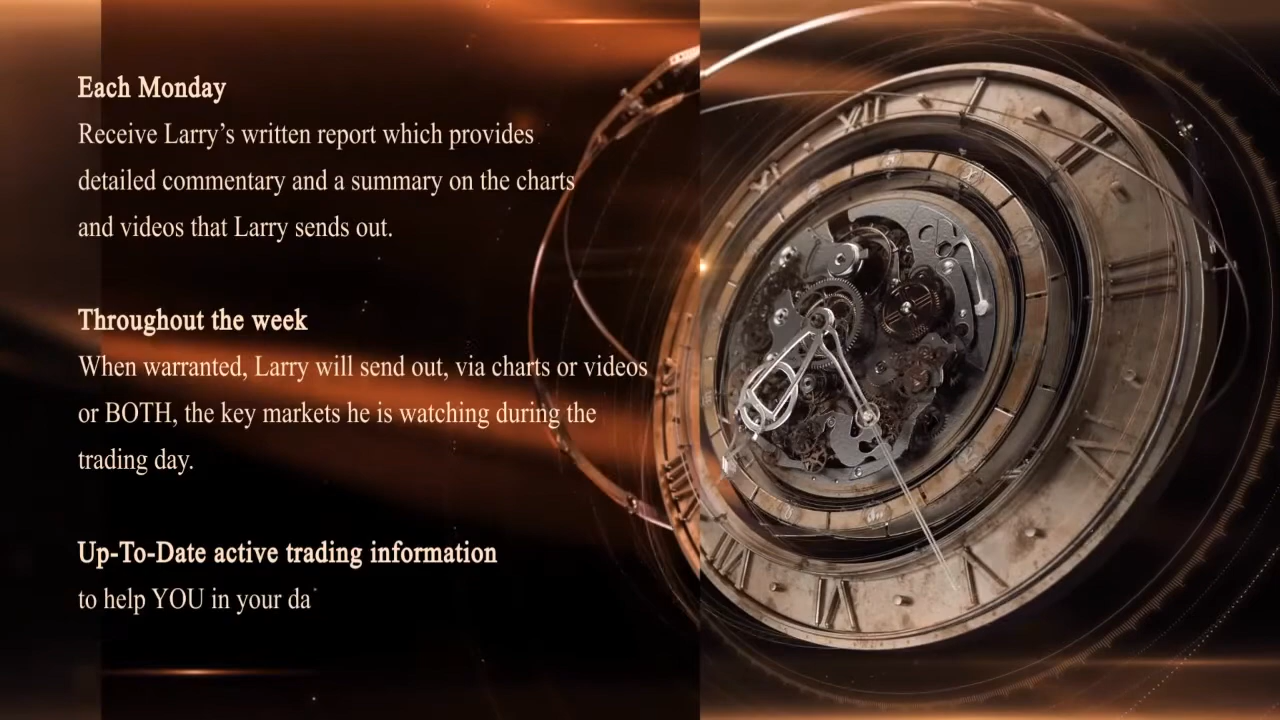 Each Monday
Receive Larry’s written report which provides
detailed commentary and a summary on the charts
and videos that Larry sends out.
Throughout the week
When warranted, Larry will send out, via charts or videos
or BOTH, the key markets he is watching during the
trading day.
Up-To-Date active trading information
to help YOU in your da